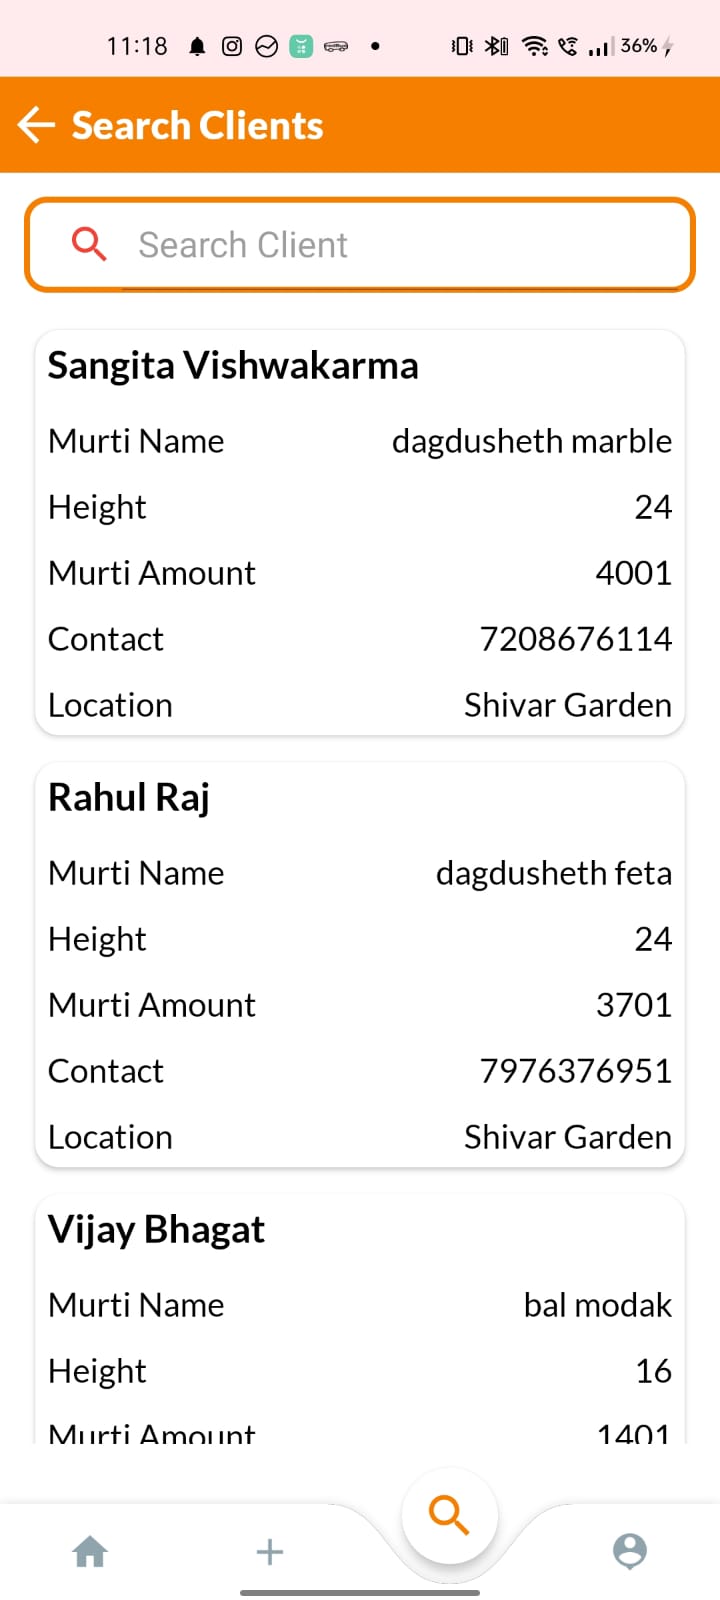 11:18 36%
Search Clients
Search Client
Sangita Vishwakarma
Murti Name dagdusheth marble
Height 24
Murti Amount 4001
Contact 7208676114
Location Shivar Garden
Rahul Raj
Murti Name dagdusheth feta
Height 24
Murti Amount 3701
Contact 7976376951
Location Shivar Garden
Vijay Bhagat
Murti Name bal modak
Height 16
Murti Amount 1401